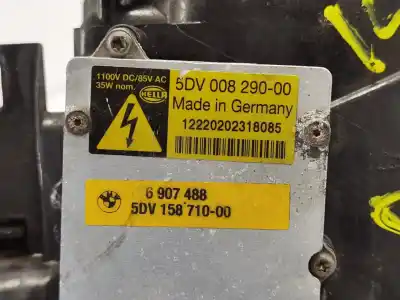 1100V DC/85V AC
35W nom.
HELLA
5DV 008 290-00
Made in Germany
12220202318085
6 907 488
5DV 158 710-00